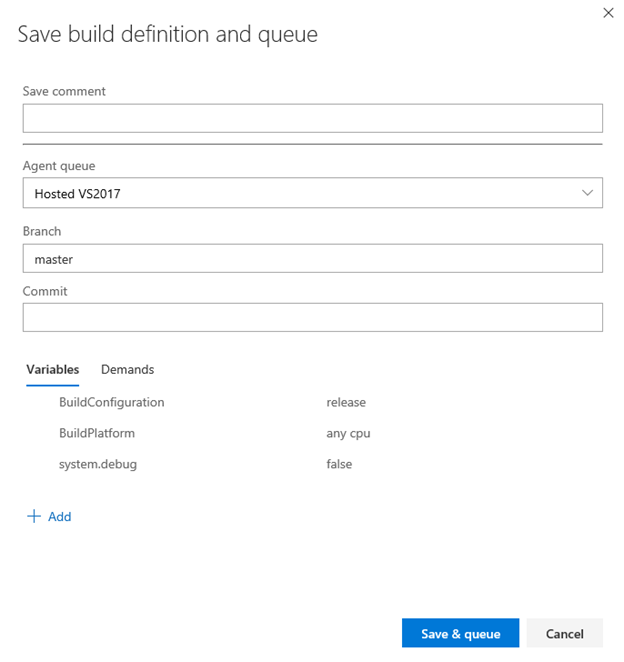 Save build definition and queue
Save comment
Agent queue
Hosted VS2017
Branch
master
Commit
Variables Demands
BuildConfiguration release
BuildPlatform any cpu
system.debug false
Add
Save & queue Cancel